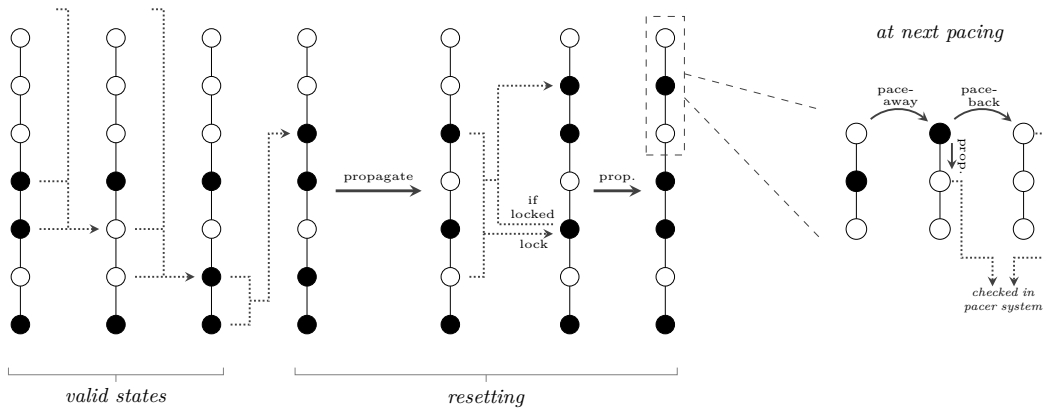 at next pacing
pace-
away
pace-
back
propagate
prop.
prop.
if
locked
lock
checked in
pacer system
valid states
resetting